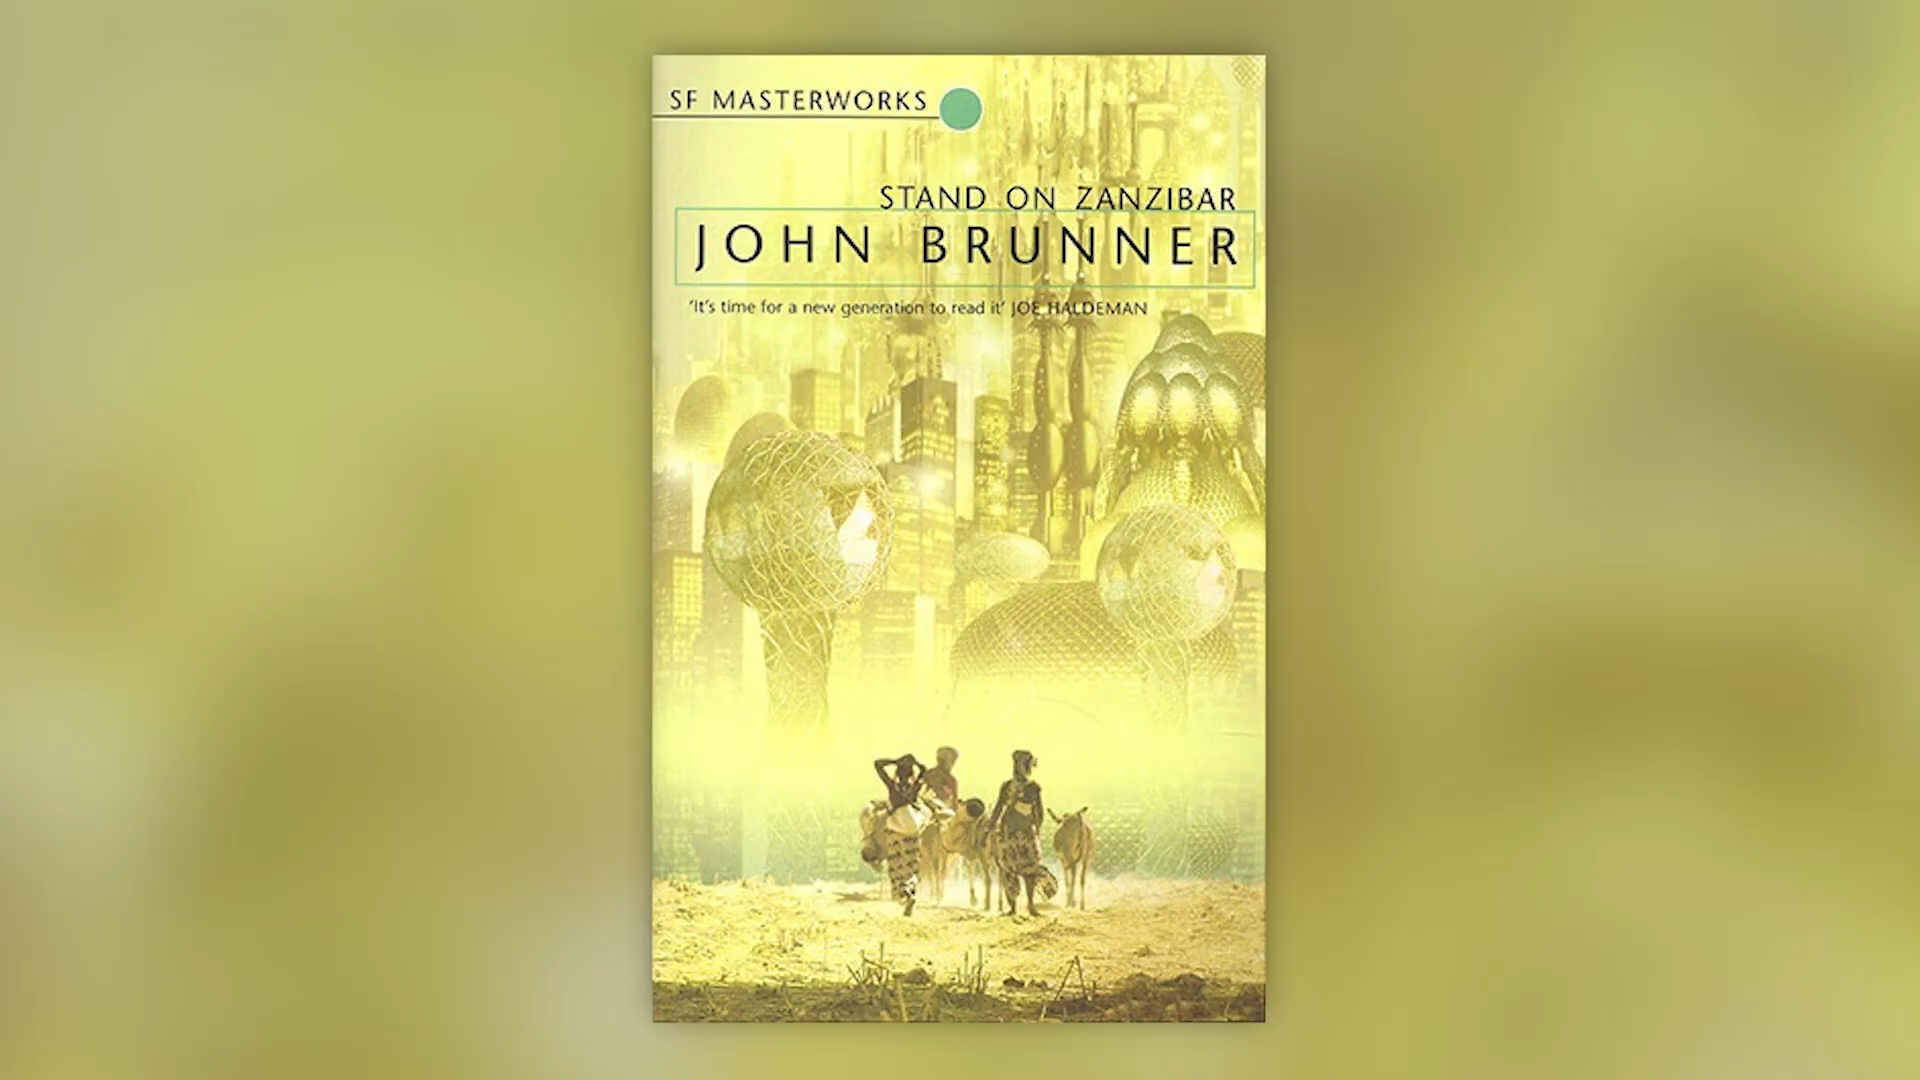 SF MASTERWORKS
STAND ON ZANZIBAR
JOHN BRUNNER
'It's time for a new generation to read it' JOE HALDEMAN